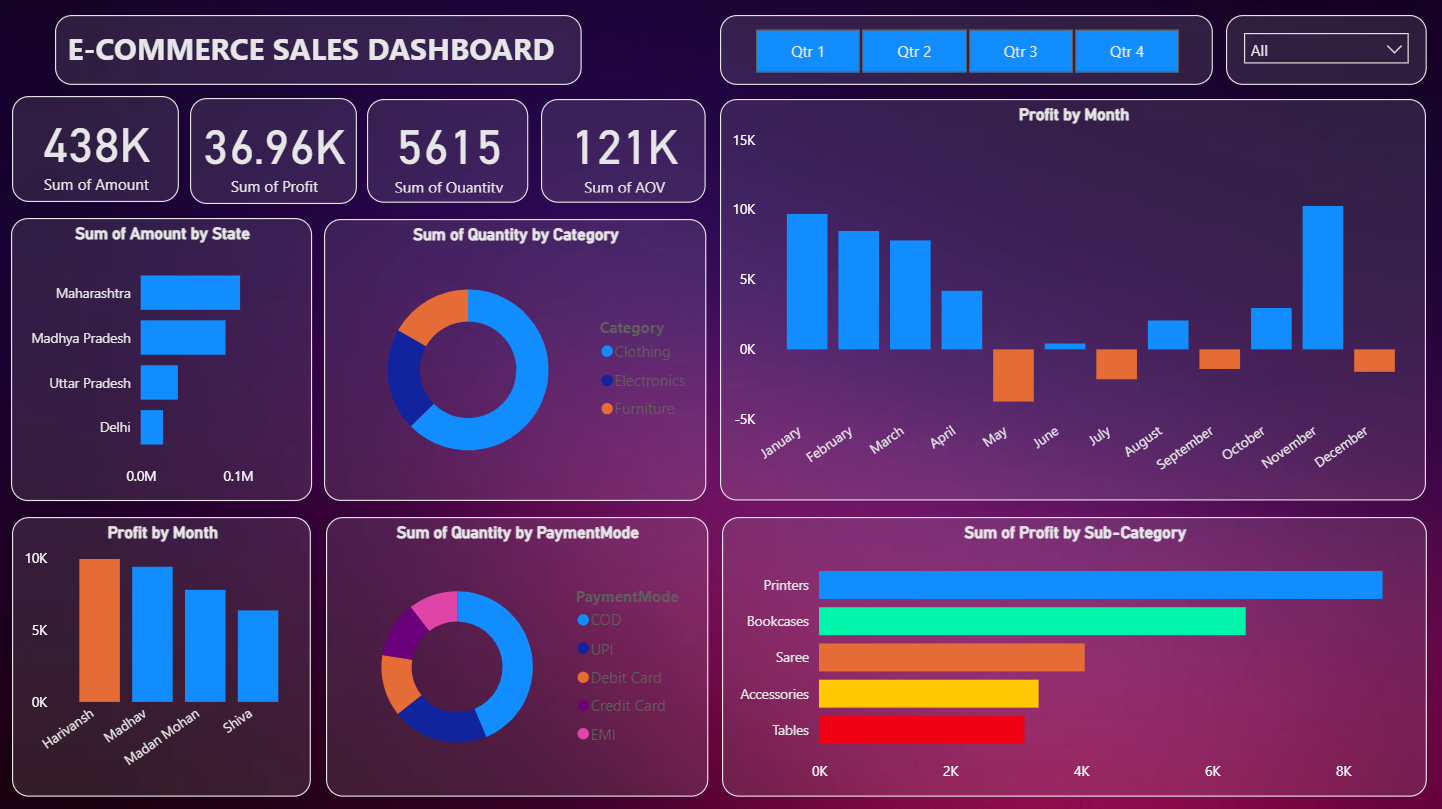 E-COMMERCE SALES DASHBOARD
Qtr 1
Qtr 2
Qtr 3
Qtr 4
All
438K
Sum of Amount
36.96K
Sum of Profit
5615
Sum of Quantity
121K
Sum of AOV
Profit by Month
15K
10K
5K
0K
-5K
January
February
March
April
May
June
July
August
September
October
November
December
Sum of Amount by State
Maharashtra
Madhya Pradesh
Uttar Pradesh
Delhi
0.0M
0.1M
Sum of Quantity by Category
Category
Clothing
Electronics
Furniture
Profit by Month
10K
5K
0K
Harivansh
Madhav
Madan Mohan
Shiva
Sum of Quantity by PaymentMode
PaymentMode
COD
UPI
Debit Card
Credit Card
EMI
Sum of Profit by Sub-Category
Printers
Bookcases
Saree
Accessories
Tables
0K
2K
4K
6K
8K